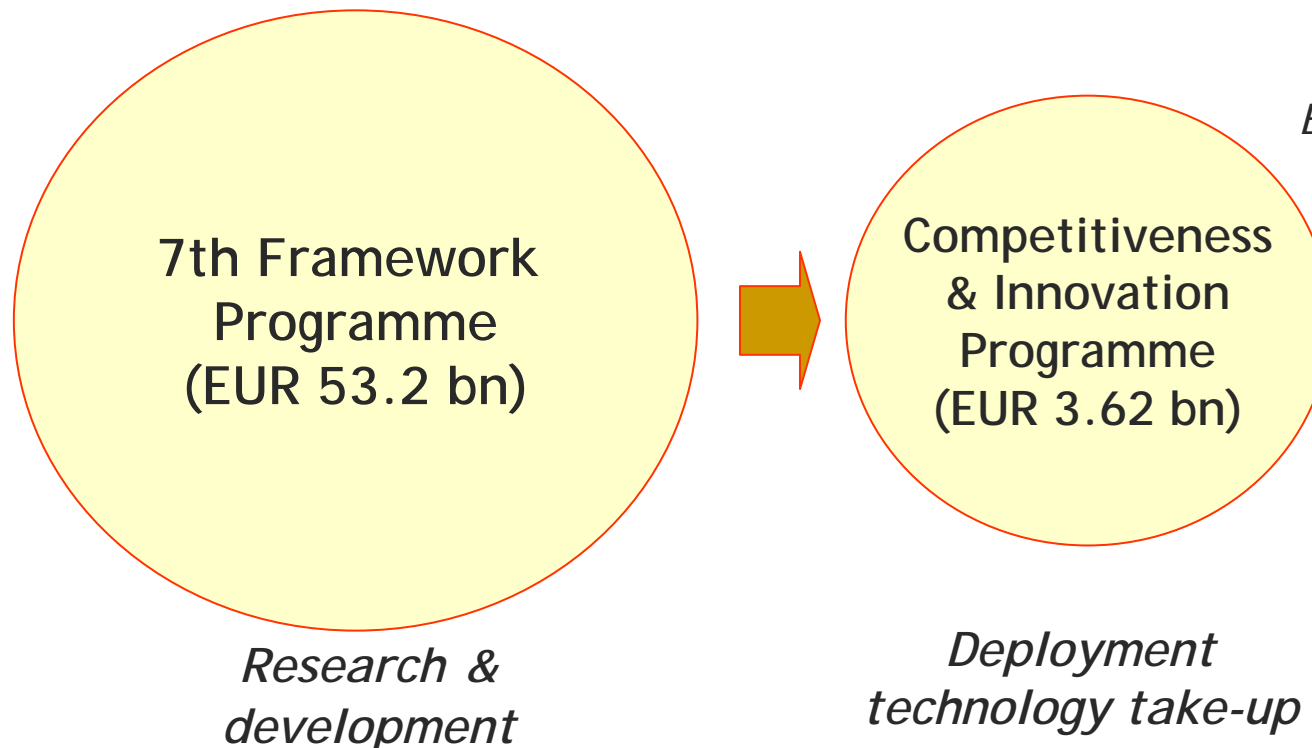 7th Framework
Programme
(EUR 53.2 bn)
Competitiveness
& Innovation
Programme
(EUR 3.62 bn)
Research &
development
Deployment
technology take-up